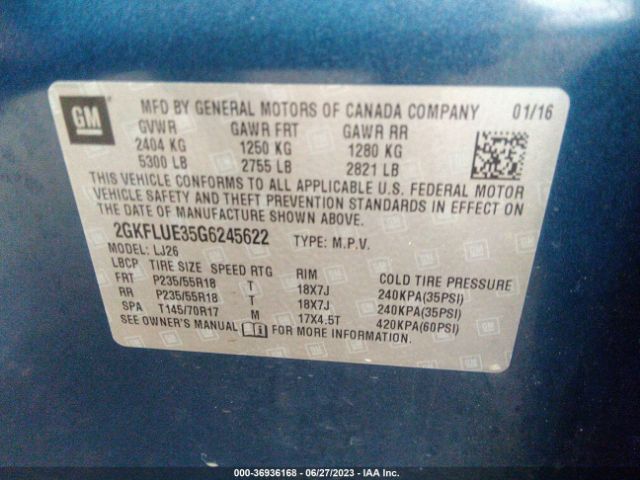 GM
MFD BY GENERAL MOTORS OF CANADA COMPANY 01/16
GVWR GAWR FRT GAWR RR
2404 KG 1250 KG 1280 KG
5300 LB 2755 LB 2821 LB
THIS VEHICLE CONFORMS TO ALL APPLICABLE U.S. FEDERAL MOTOR
VEHICLE SAFETY AND THEFT PREVENTION STANDARDS IN EFFECT ON
THE DATE OF MANUFACTURE SHOWN ABOVE.
2GKFLUE35G6245622 TYPE: M.P.V.
MODEL: LJ26
LBCP TIRE SIZE SPEED RTG RIM COLD TIRE PRESSURE
FRT P235/55R18 T 18X7J 240KPA(35PSI)
RR P235/55R18 T 18X7J 240KPA(35PSI)
SPA T145/70R17 M 17X4.5T 420KPA(60PSI)
SEE OWNER'S MANUAL FOR MORE INFORMATION.
000-36936168 - 06/27/2023 - IAA Inc.